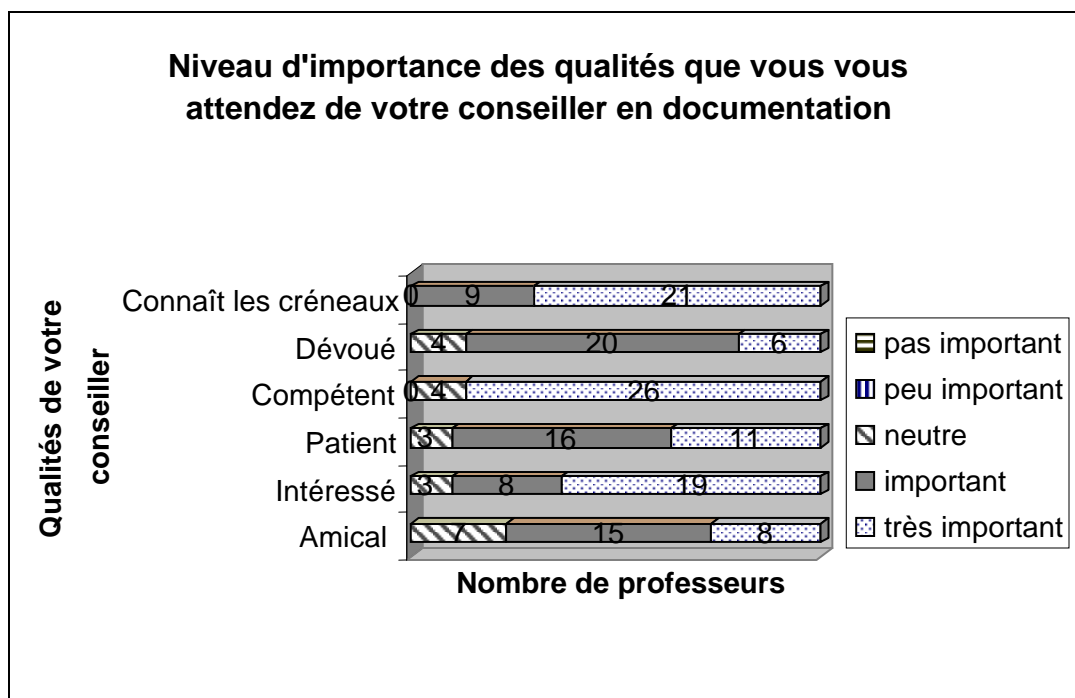 Niveau d'importance des qualités que vous vous
attendez de votre conseiller en documentation
Qualités de votre
conseiller
Connaît les créneaux
0 9 21
Dévoué
4 20 6
Compétent
0 4 26
Patient
3 16 11
Intéressé
3 8 19
Amical
7 15 8
Nombre de professeurs
pas important
peu important
neutre
important
très important